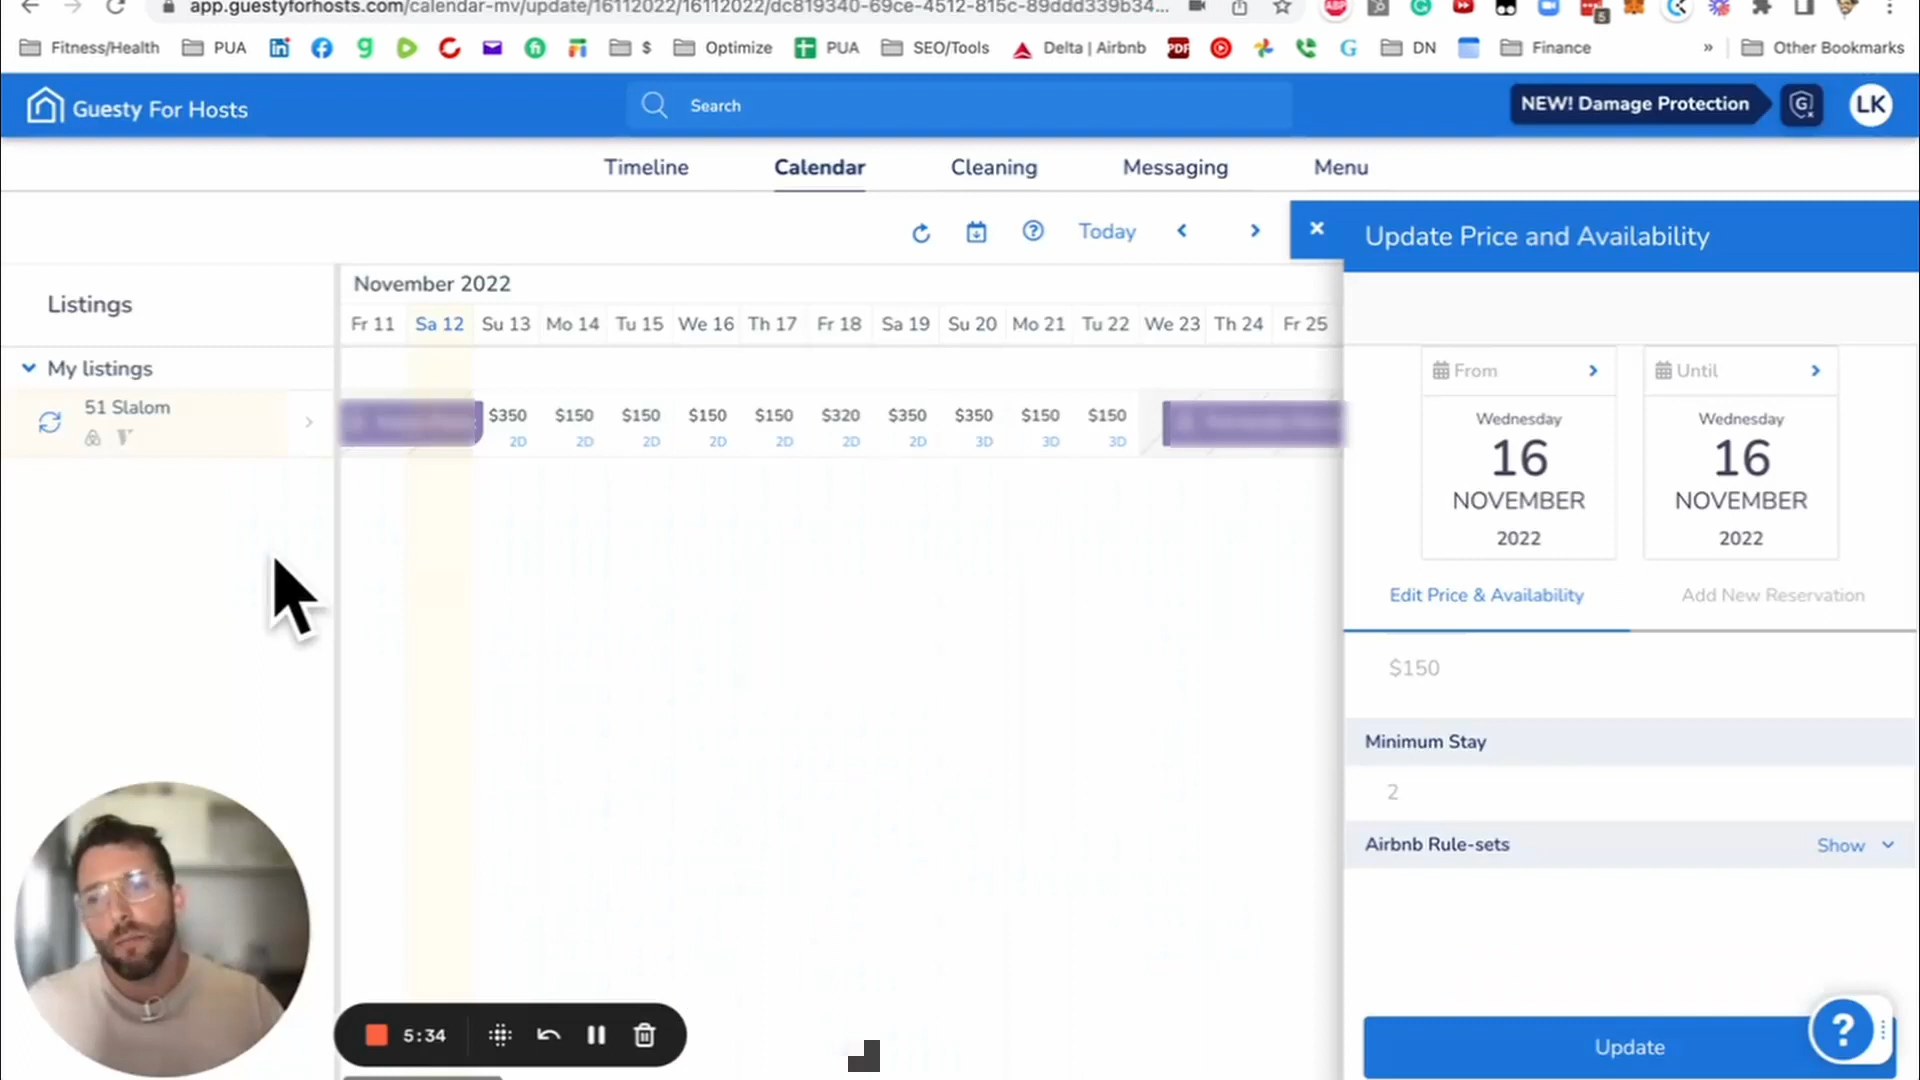 app.guestyforhosts.com/calendar-mv/update/16112022/16112022/dc819340-69ce-4512-815c-89ddd339b34...
ABP
5
Fitness/Health
PUA
$
Optimize
PUA
SEO/Tools
Delta | Airbnb
PDF
DN
Finance
»
Other Bookmarks
Guesty For Hosts
Search
NEW! Damage Protection
LK
Timeline
Calendar
Cleaning
Messaging
Menu
Today
Update Price and Availability
Listings
November 2022
Fr 11 Sa 12 Su 13 Mo 14 Tu 15 We 16 Th 17 Fr 18 Sa 19 Su 20 Mo 21 Tu 22 We 23 Th 24 Fr 25
My listings
51 Slalom
$350 $150 $150 $150 $150 $320 $350 $350 $150 $150
2D 2D 2D 2D 2D 2D 2D 3D 3D 3D
From
Wednesday
16
NOVEMBER
2022
Until
Wednesday
16
NOVEMBER
2022
Edit Price & Availability
Add New Reservation
$150
Minimum Stay
2
Airbnb Rule-sets
Show
5:34
Update
?